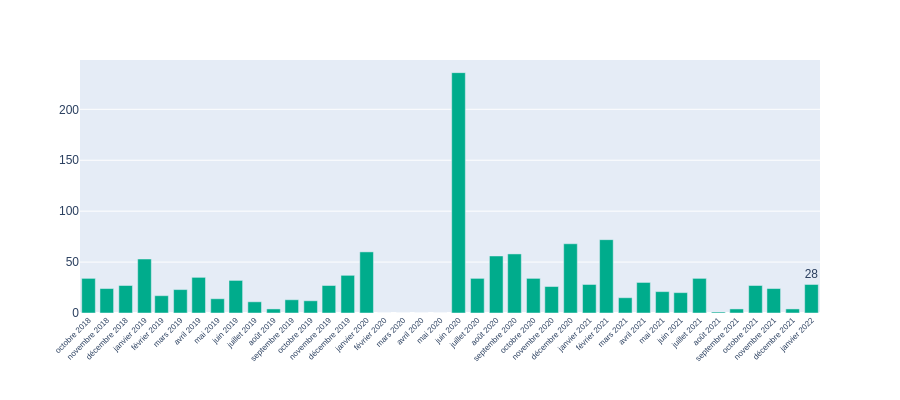 200
150
100
50
0
28
octobre 2018
novembre 2018
décembre 2018
janvier 2019
février 2019
mars 2019
avril 2019
mai 2019
juin 2019
juillet 2019
août 2019
septembre 2019
octobre 2019
novembre 2019
décembre 2019
janvier 2020
février 2020
mars 2020
avril 2020
mai 2020
juin 2020
juillet 2020
août 2020
septembre 2020
octobre 2020
novembre 2020
décembre 2020
janvier 2021
février 2021
mars 2021
avril 2021
mai 2021
juin 2021
juillet 2021
août 2021
septembre 2021
octobre 2021
novembre 2021
décembre 2021
janvier 2022